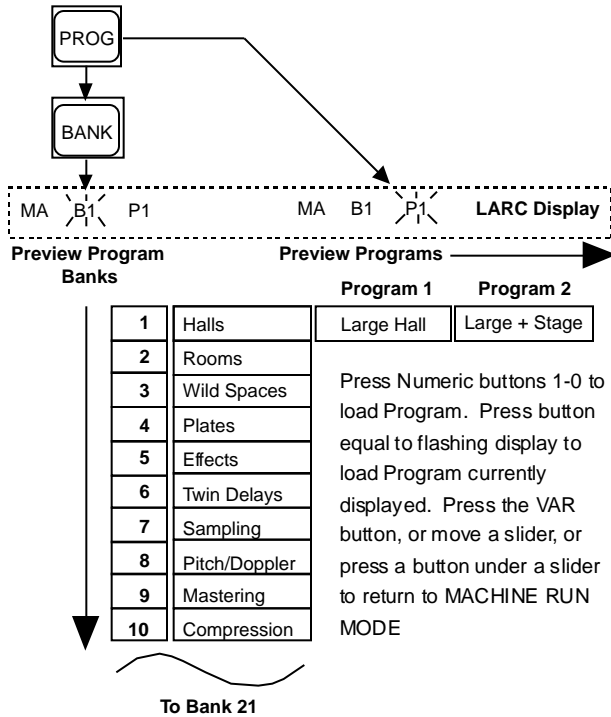 PROG
BANK
MA B1 P1
MA B1 P1 LARC Display
Preview Program
Banks
Preview Programs
Program 1 Program 2
1 Halls Large Hall Large + Stage
2 Rooms
3 Wild Spaces
4 Plates
5 Effects
6 Twin Delays
7 Sampling
8 Pitch/Doppler
9 Mastering
10 Compression
Press Numeric buttons 1-0 to
load Program. Press button
equal to flashing display to
load Program currently
displayed. Press the VAR
button, or move a slider, or
press a button under a slider
to return to MACHINE RUN
MODE
To Bank 21